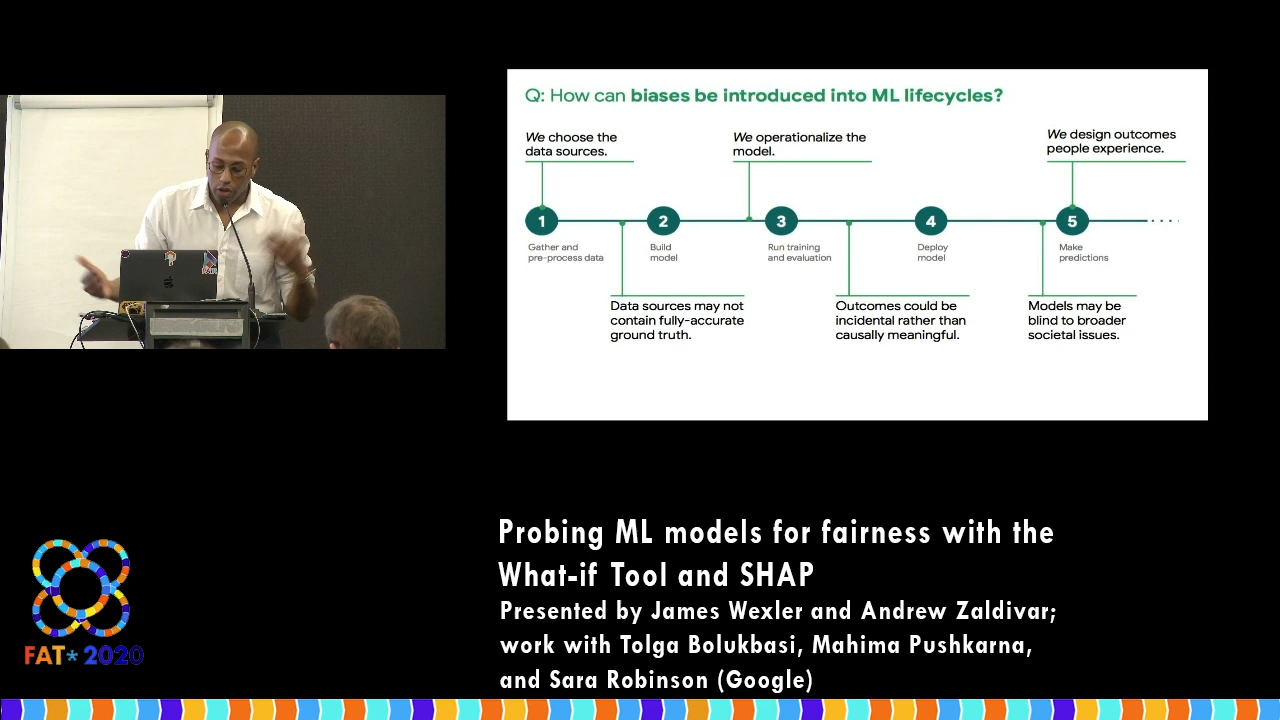 Q: How can biases be introduced into ML lifecycles?
We choose the
data sources.
We operationalize the
model.
We design outcomes
people experience.
1
2
3
4
5
Gather and
pre-process data
Build
model
Run training
and evaluation
Deploy
model
Make
predictions
Data sources may not
contain fully-accurate
ground truth.
Outcomes could be
incidental rather than
causally meaningful.
Models may be
blind to broader
societal issues.
Probing ML models for fairness with the
What-if Tool and SHAP
Presented by James Wexler and Andrew Zaldivar;
work with Tolga Bolukbasi, Mahima Pushkarna,
and Sara Robinson (Google)
FAT* 2020